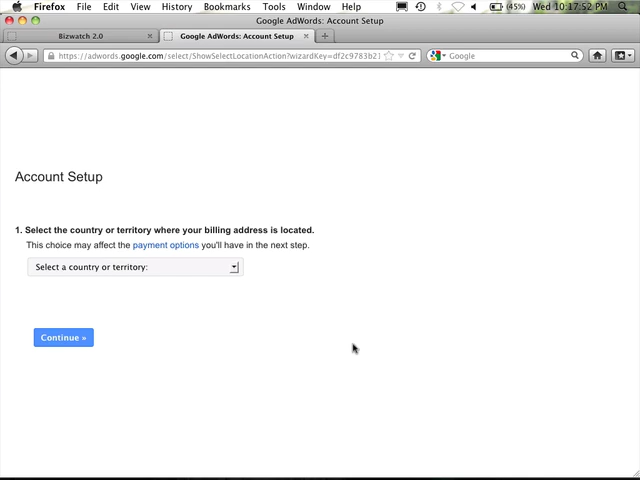 Firefox File Edit View History Bookmarks Tools Window Help (45%) Wed 10:17:52 PM
Google AdWords: Account Setup
Bizwatch 2.0 Google AdWords: Account Setup
https://adwords.google.com/select/ShowSelectLocationAction?wizardKey=df2c9783b2 Google
Account Setup
1. Select the country or territory where your billing address is located.
This choice may affect the payment options you'll have in the next step.
Select a country or territory:
Continue »